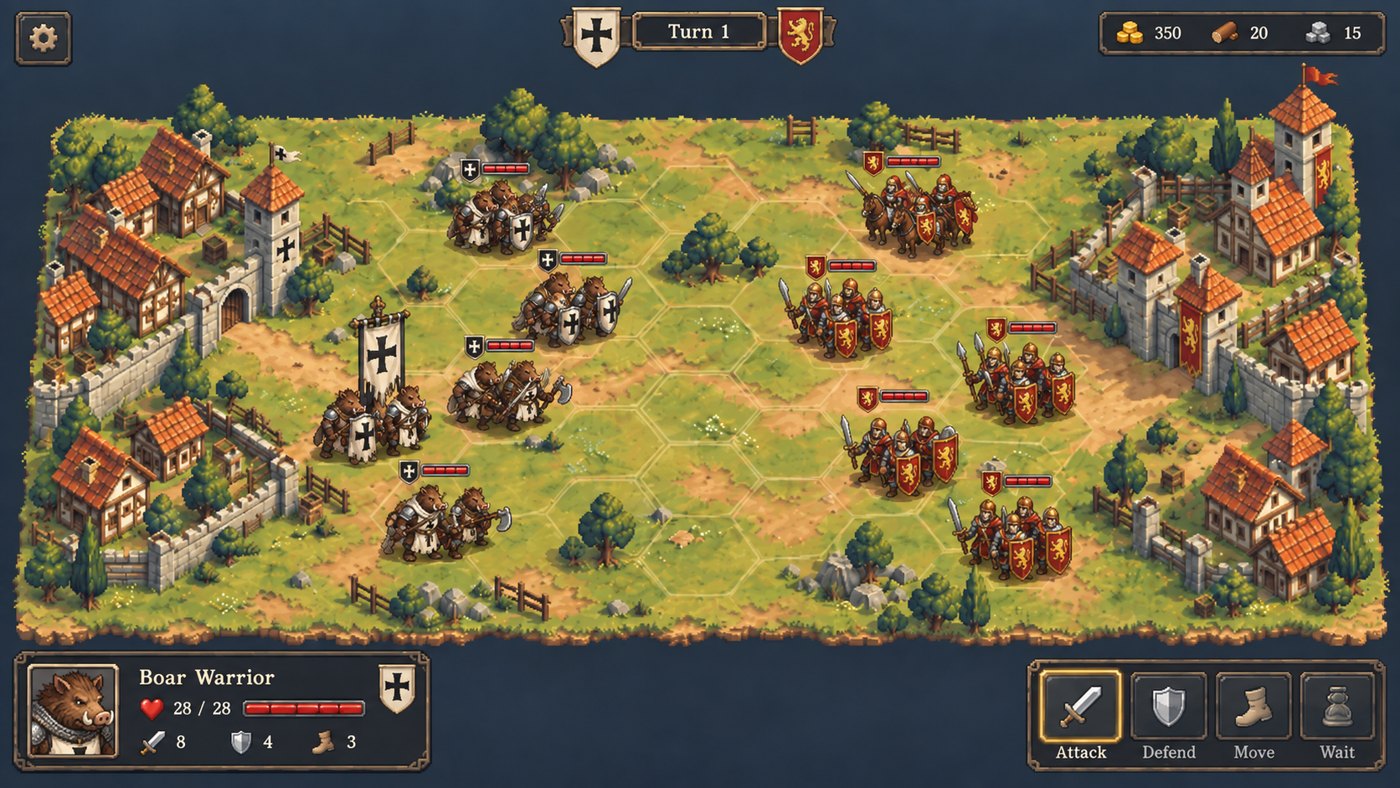 Turn 1
350
20
15
Boar Warrior
28 / 28
8
4
3
Attack
Defend
Move
Wait